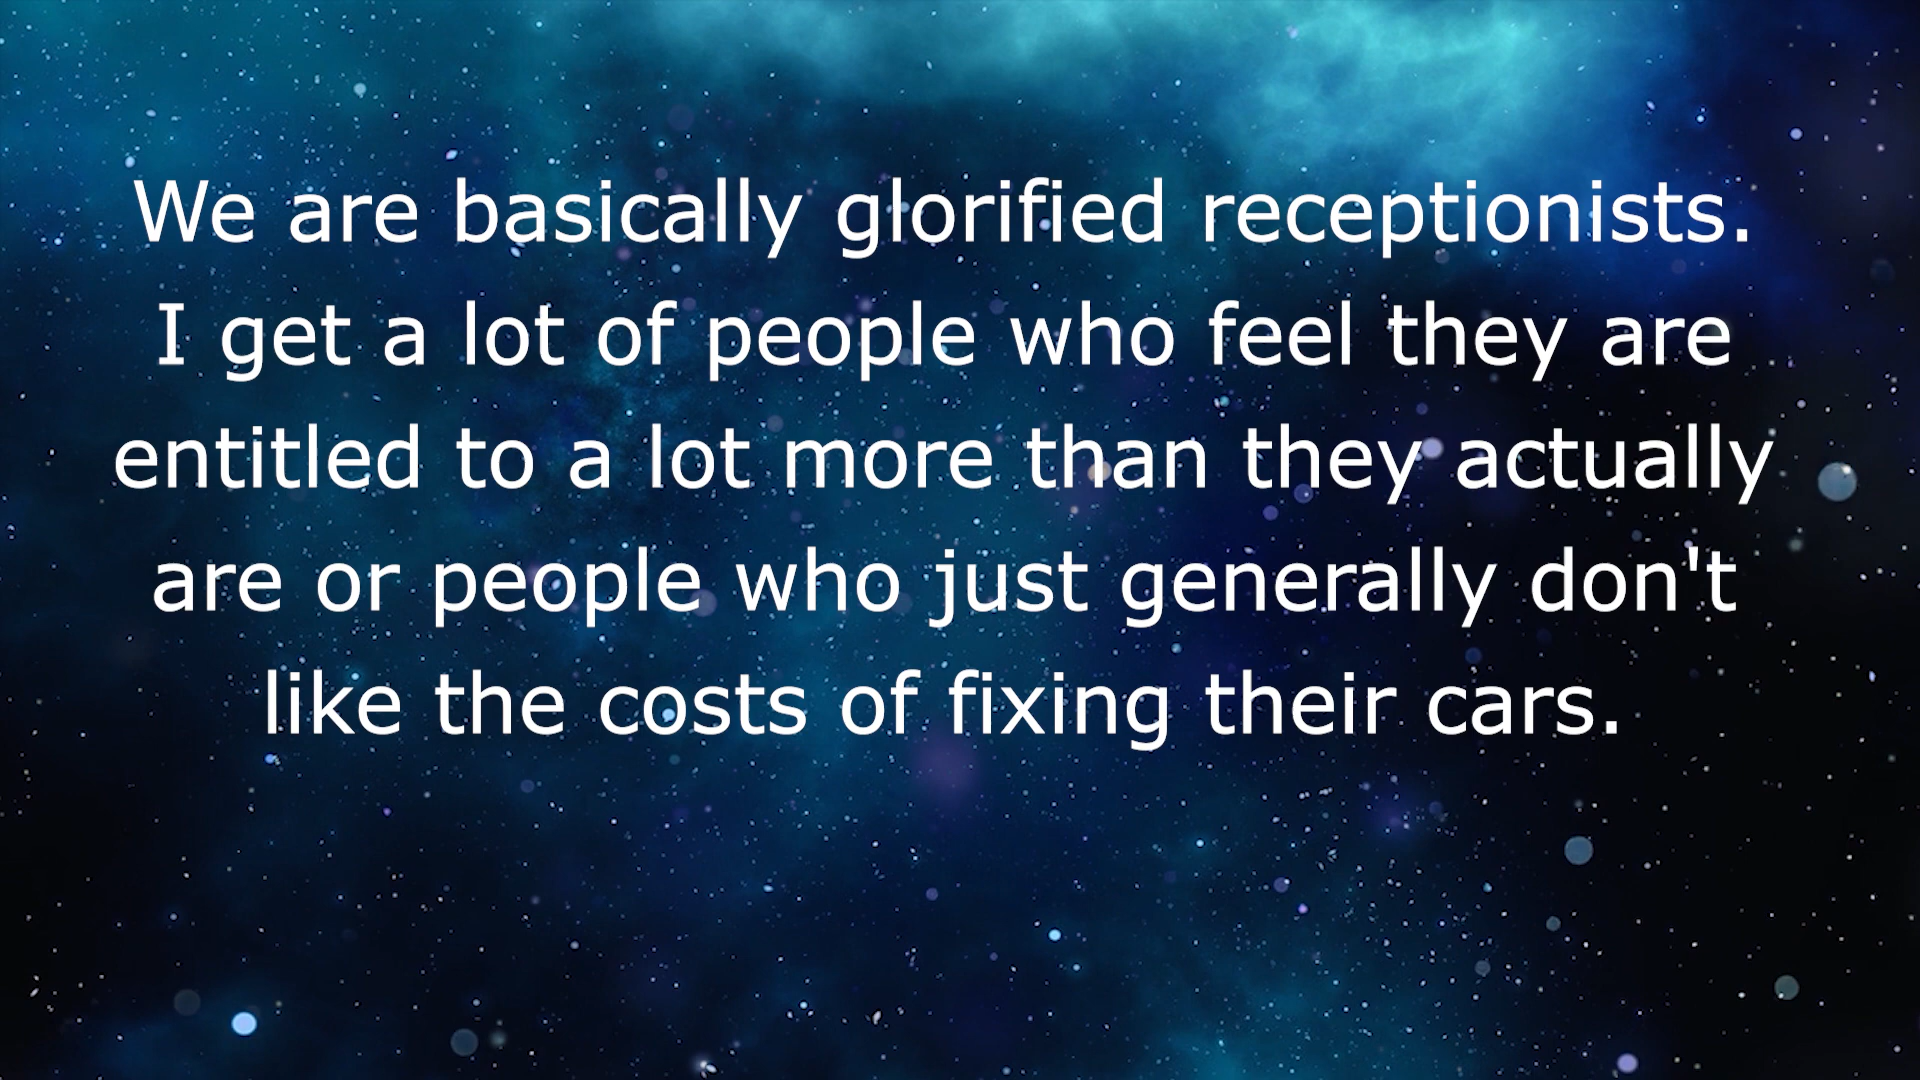 We are basically glorified receptionists.
I get a lot of people who feel they are
entitled to a lot more than they actually
are or people who just generally don't
like the costs of fixing their cars.